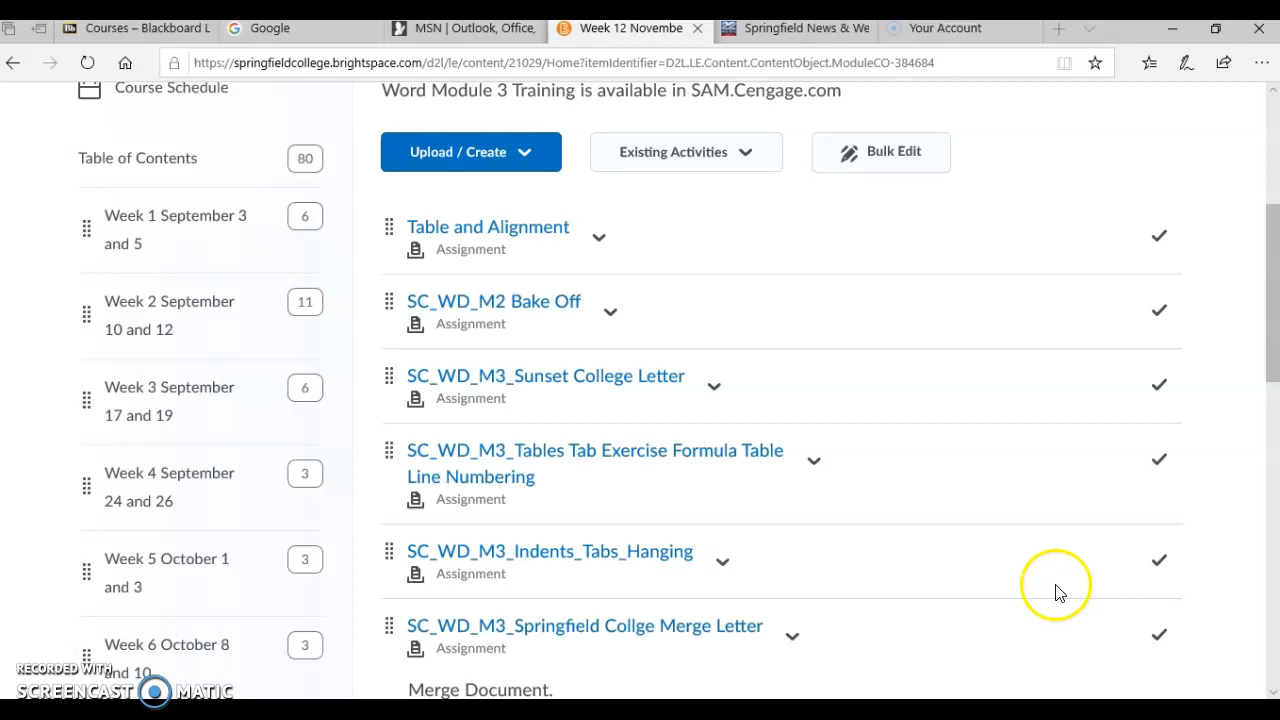 Courses – Blackboard L
Google
MSN | Outlook, Office,
Week 12 Novembe
Springfield News & We
Your Account
https://springfieldcollege.brightspace.com/d2l/le/content/21029/Home?itemIdentifier=D2L.LE.Content.ContentObject.ModuleCO-384684
Course Schedule
Table of Contents 80
Week 1 September 3 6
and 5
Week 2 September 11
10 and 12
Week 3 September 6
17 and 19
Week 4 September 3
24 and 26
Week 5 October 1 3
and 3
Week 6 October 8 3
and 10
Word Module 3 Training is available in SAM.Cengage.com
Upload / Create
Existing Activities
Bulk Edit
Table and Alignment
Assignment
SC_WD_M2 Bake Off
Assignment
SC_WD_M3_Sunset College Letter
Assignment
SC_WD_M3_Tables Tab Exercise Formula Table
Line Numbering
Assignment
SC_WD_M3_Indents_Tabs_Hanging
Assignment
SC_WD_M3_Springfield Collge Merge Letter
Assignment
Merge Document.
RECORDED WITH
SCREENCAST MATIC